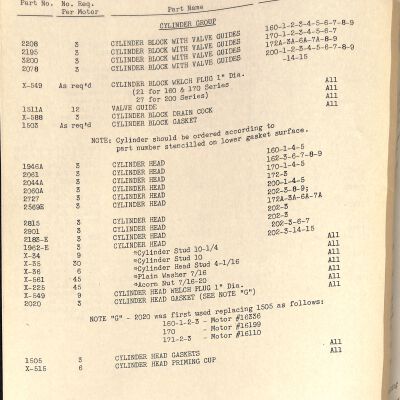 Part No. No. Req. Per Motor Part Name
CYLINDER GROUP
2208 3 CYLINDER BLOCK WITH VALVE GUIDES 160-1-2-3-4-5-6-7-8-9
2195 3 CYLINDER BLOCK WITH VALVE GUIDES 170-1-2-3-4-5-6-7
3200 3 CYLINDER BLOCK WITH VALVE GUIDES 172A-3A-6A-7A-8-9
2078 3 CYLINDER BLOCK WITH VALVE GUIDES 200-1-2-3-4-5-6-7-8-9
-14-15
X-549 As req'd CYLINDER BLOCK WELCH PLUG 1" Dia. All
(21 for 160 & 170 Series
27 for 200 Series)
1511A 12 VALVE GUIDE All
X-588 3 CYLINDER BLOCK DRAIN COCK All
1503 As req'd CYLINDER BLOCK GASKET All
NOTE: Cylinder should be ordered according to
part number stencilled on lower gasket surface.
1946A 3 CYLINDER HEAD 160-1-4-5
2061 3 CYLINDER HEAD 162-3-6-7-8-9
2044A 3 CYLINDER HEAD 170-1-4-5
2060A 3 CYLINDER HEAD 172-3
2727 3 CYLINDER HEAD 200-1-4-5
2569E 3 CYLINDER HEAD 202-3-8-9;
172A-3A-6A-7A
2815 3 CYLINDER HEAD 202-3
2901 3 CYLINDER HEAD 202-3
2183-E 3 CYLINDER HEAD 202-3-6-7
1962-E 3 CYLINDER HEAD 202-3-14-15
X-34 9 *Cylinder Stud 10-1/4 All
X-35 30 *Cylinder Stud 10 All
X-36 6 *Cylinder Head Stud 4-1/16 All
X-561 45 *Plain Washer 7/16 All
X-225 45 *Acorn Nut 7/16-20 All
X-549 9 CYLINDER HEAD WELCH PLUG 1" Dia. All
2020 3 CYLINDER HEAD GASKET (SEE NOTE "G") All
NOTE "G" - 2020 was first used replacing 1505 as follows:
160-1-2-3 - Motor #16336
170 - Motor #16199
171-2-3 - Motor #16110
1505 3 CYLINDER HEAD GASKETS All
X-515 6 CYLINDER HEAD PRIMING CUP All